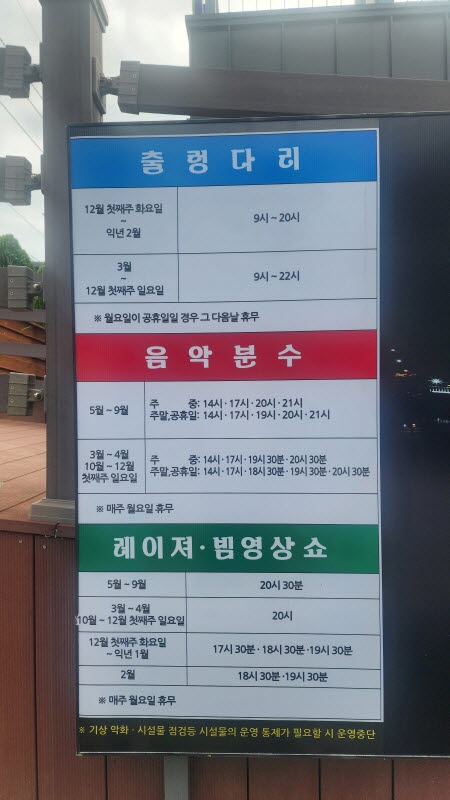 출렁다리
12월 첫째주 화요일
~
익년 2월
9시 ~ 20시
3월
~
12월 첫째주 일요일
9시 ~ 22시
※ 월요일이 공휴일일 경우 그 다음날 휴무
음악분수
5월 ~ 9월
주 중: 14시 · 17시 · 20시 · 21시
주말,공휴일: 14시 · 17시 · 19시 · 20시 · 21시
3월 ~ 4월
10월 ~ 12월
첫째주 일요일
주 중: 14시 · 17시 · 19시 30분 · 20시 30분
주말,공휴일: 14시 · 17시 · 18시 30분 · 19시 30분 · 20시 30분
※ 매주 월요일 휴무
레이져·빔영상쇼
5월 ~ 9월
20시 30분
3월 ~ 4월
10월 ~ 12월 첫째주 일요일
20시
12월 첫째주 화요일
~ 익년 1월
17시 30분 · 18시 30분 · 19시 30분
2월
18시 30분 · 19시 30분
※ 매주 월요일 휴무
※ 기상 악화 · 시설물 점검등 시설물의 운영 통제가 필요할 시 운영중단